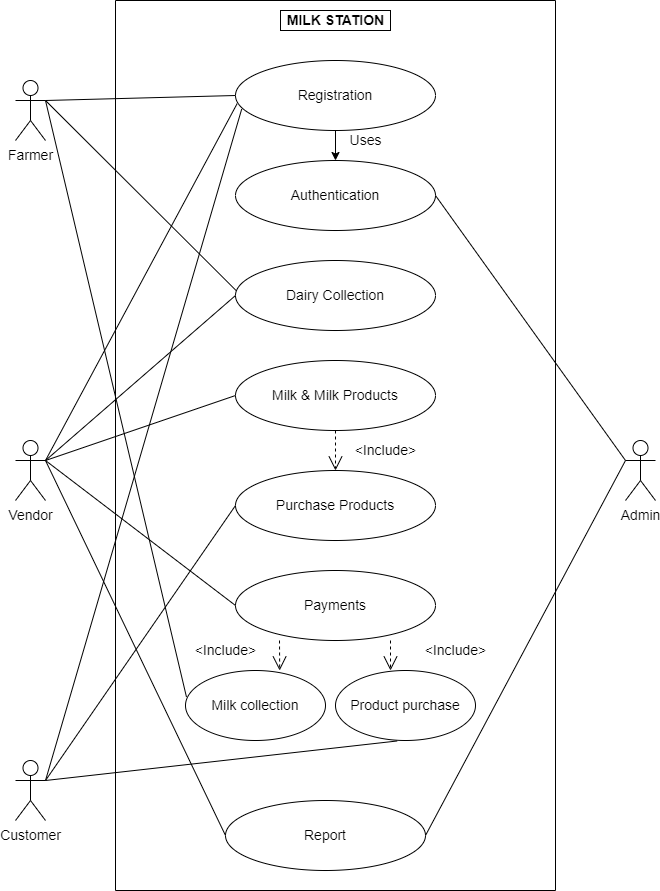 MILK STATION
Registration
Farmer
Uses
Authentication
Dairy Collection
Milk & Milk Products
<Include>
Vendor
Admin
Purchase Products
Payments
<Include>
<Include>
Milk collection
Product purchase
Customer
Report